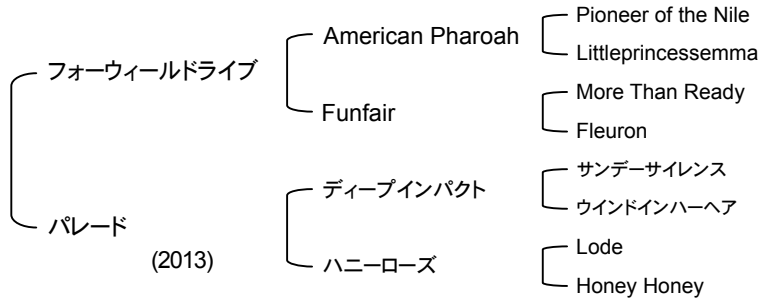 フォーウィールドライブ
American Pharoah
Pioneer of the Nile
Littleprincessemma
Funfair
More Than Ready
Fleuron
パレード
(2013)
ディープインパクト
サンデーサイレンス
ウインドインハーヘア
ハニーローズ
Lode
Honey Honey